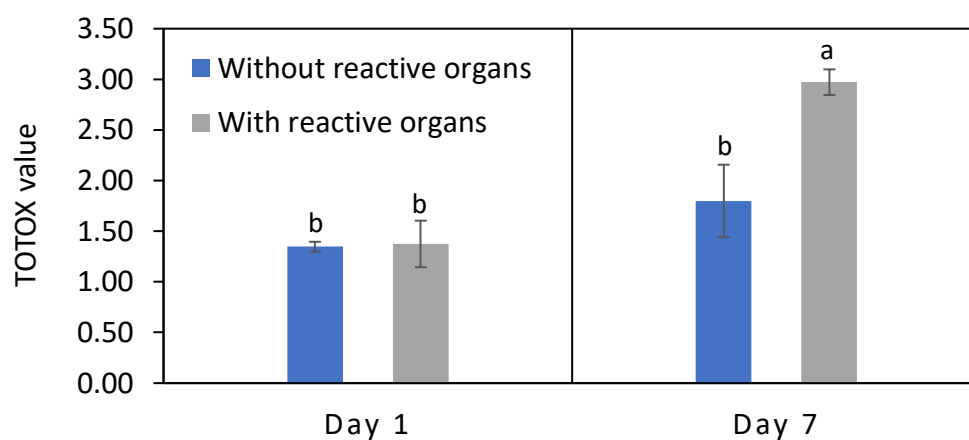 TOTOX value
3.50
3.00
2.50
2.00
1.50
1.00
0.50
0.00
Without reactive organs
With reactive organs
b
b
b
a
Day 1
Day 7